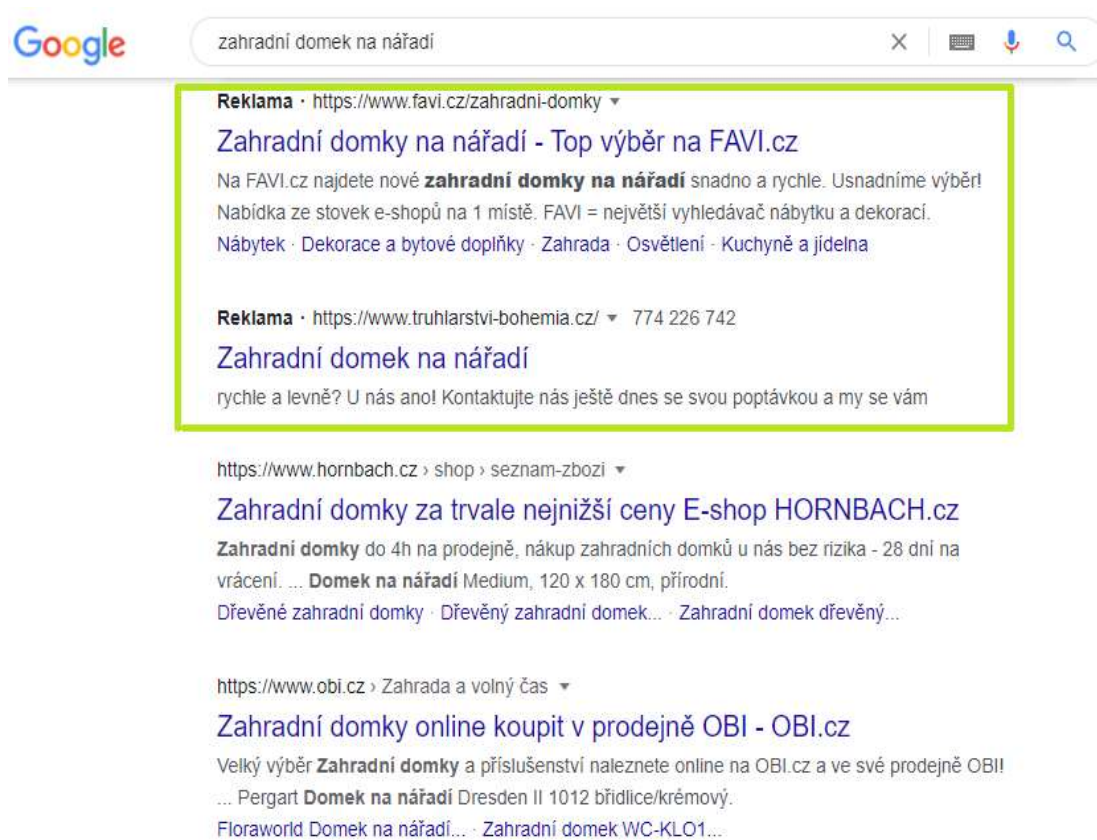 Google
zahradní domek na nářadí
Reklama · https://www.favi.cz/zahradni-domky
Zahradní domky na nářadí - Top výběr na FAVI.cz
Na FAVI.cz najdete nové zahradní domky na nářadí snadno a rychle. Usnadníme výběr!
Nabídka ze stovek e-shopů na 1 místě. FAVI = největší vyhledávač nábytku a dekorací.
Nábytek · Dekorace a bytové doplňky · Zahrada · Osvětlení · Kuchyně a jídelna
Reklama · https://www.truhlarstvi-bohemia.cz/ 774 226 742
Zahradní domek na nářadí
rychle a levně? U nás ano! Kontaktujte nás ještě dnes se svou poptávkou a my se vám
https://www.hornbach.cz › shop › seznam-zbozi
Zahradní domky za trvale nejnižší ceny E-shop HORNBACH.cz
Zahradní domky do 4h na prodejně, nákup zahradních domků u nás bez rizika - 28 dní na
vrácení. ... Domek na nářadí Medium, 120 x 180 cm, přírodní.
Dřevěné zahradní domky · Dřevěný zahradní domek... · Zahradní domek dřevěný...
https://www.obi.cz › Zahrada a volný čas
Zahradní domky online koupit v prodejně OBI - OBI.cz
Velký výběr Zahradní domky a příslušenství naleznete online na OBI.cz a ve své prodejně OBI!
... Pergart Domek na nářadí Dresden II 1012 břidlice/krémový.
Floraworld Domek na nářadí... · Zahradní domek WC-KLO1...